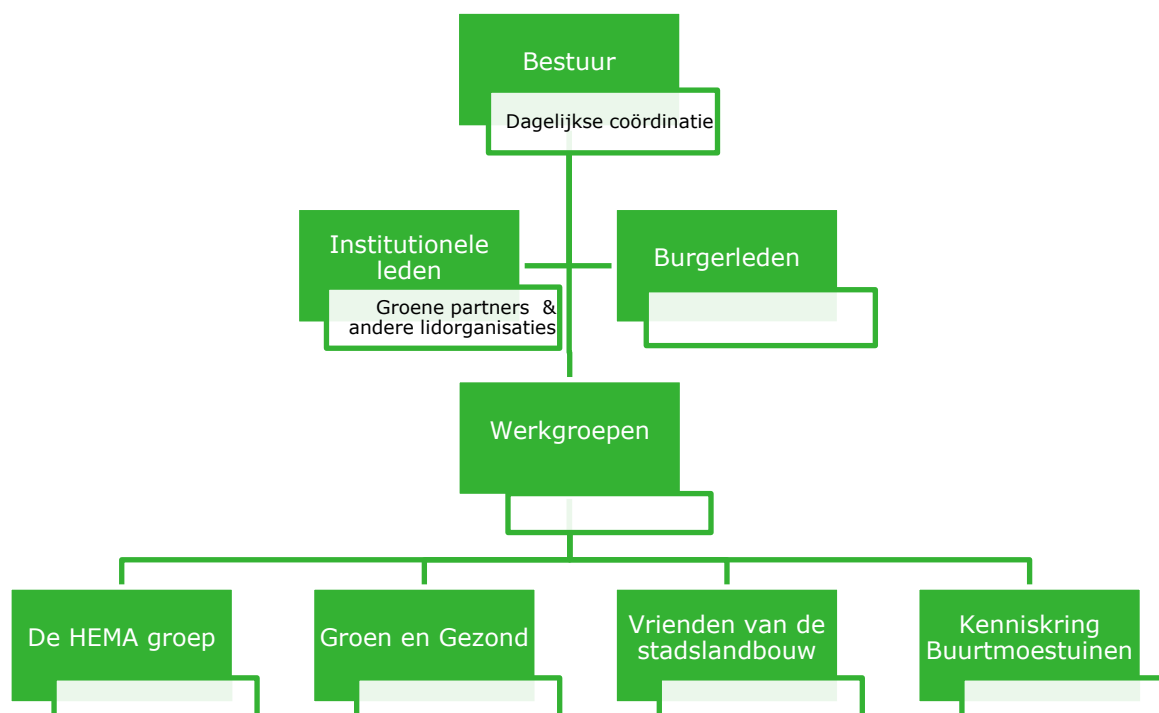 Bestuur
Dagelijkse coördinatie
Institutionele
leden
Groene partners &
andere lidorganisaties
Burgerleden
Werkgroepen
De HEMA groep
Groen en Gezond
Vrienden van de
stadslandbouw
Kenniskring
Buurtmoestuinen